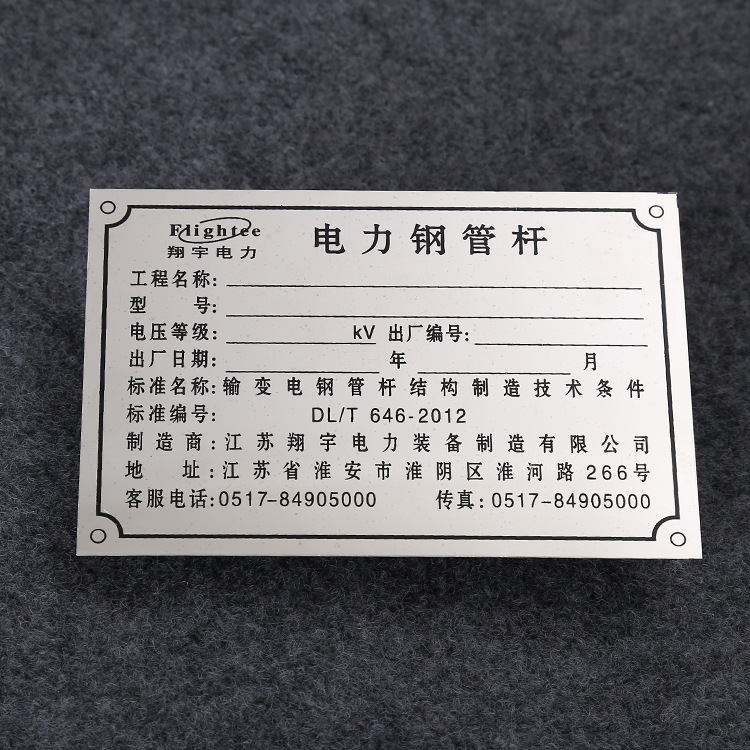 Flightee
翔宇电力
电力钢管杆
工程名称:
型 号:
电压等级: kV 出厂编号:
出厂日期: 年 月
标准名称:输变电钢管杆结构制造技术条件
标准编号: DL/T 646-2012
制造商:江苏翔宇电力装备制造有限公司
地 址:江苏省淮安市淮阴区淮河路266号
客服电话:0517-84905000 传真:0517-84905000